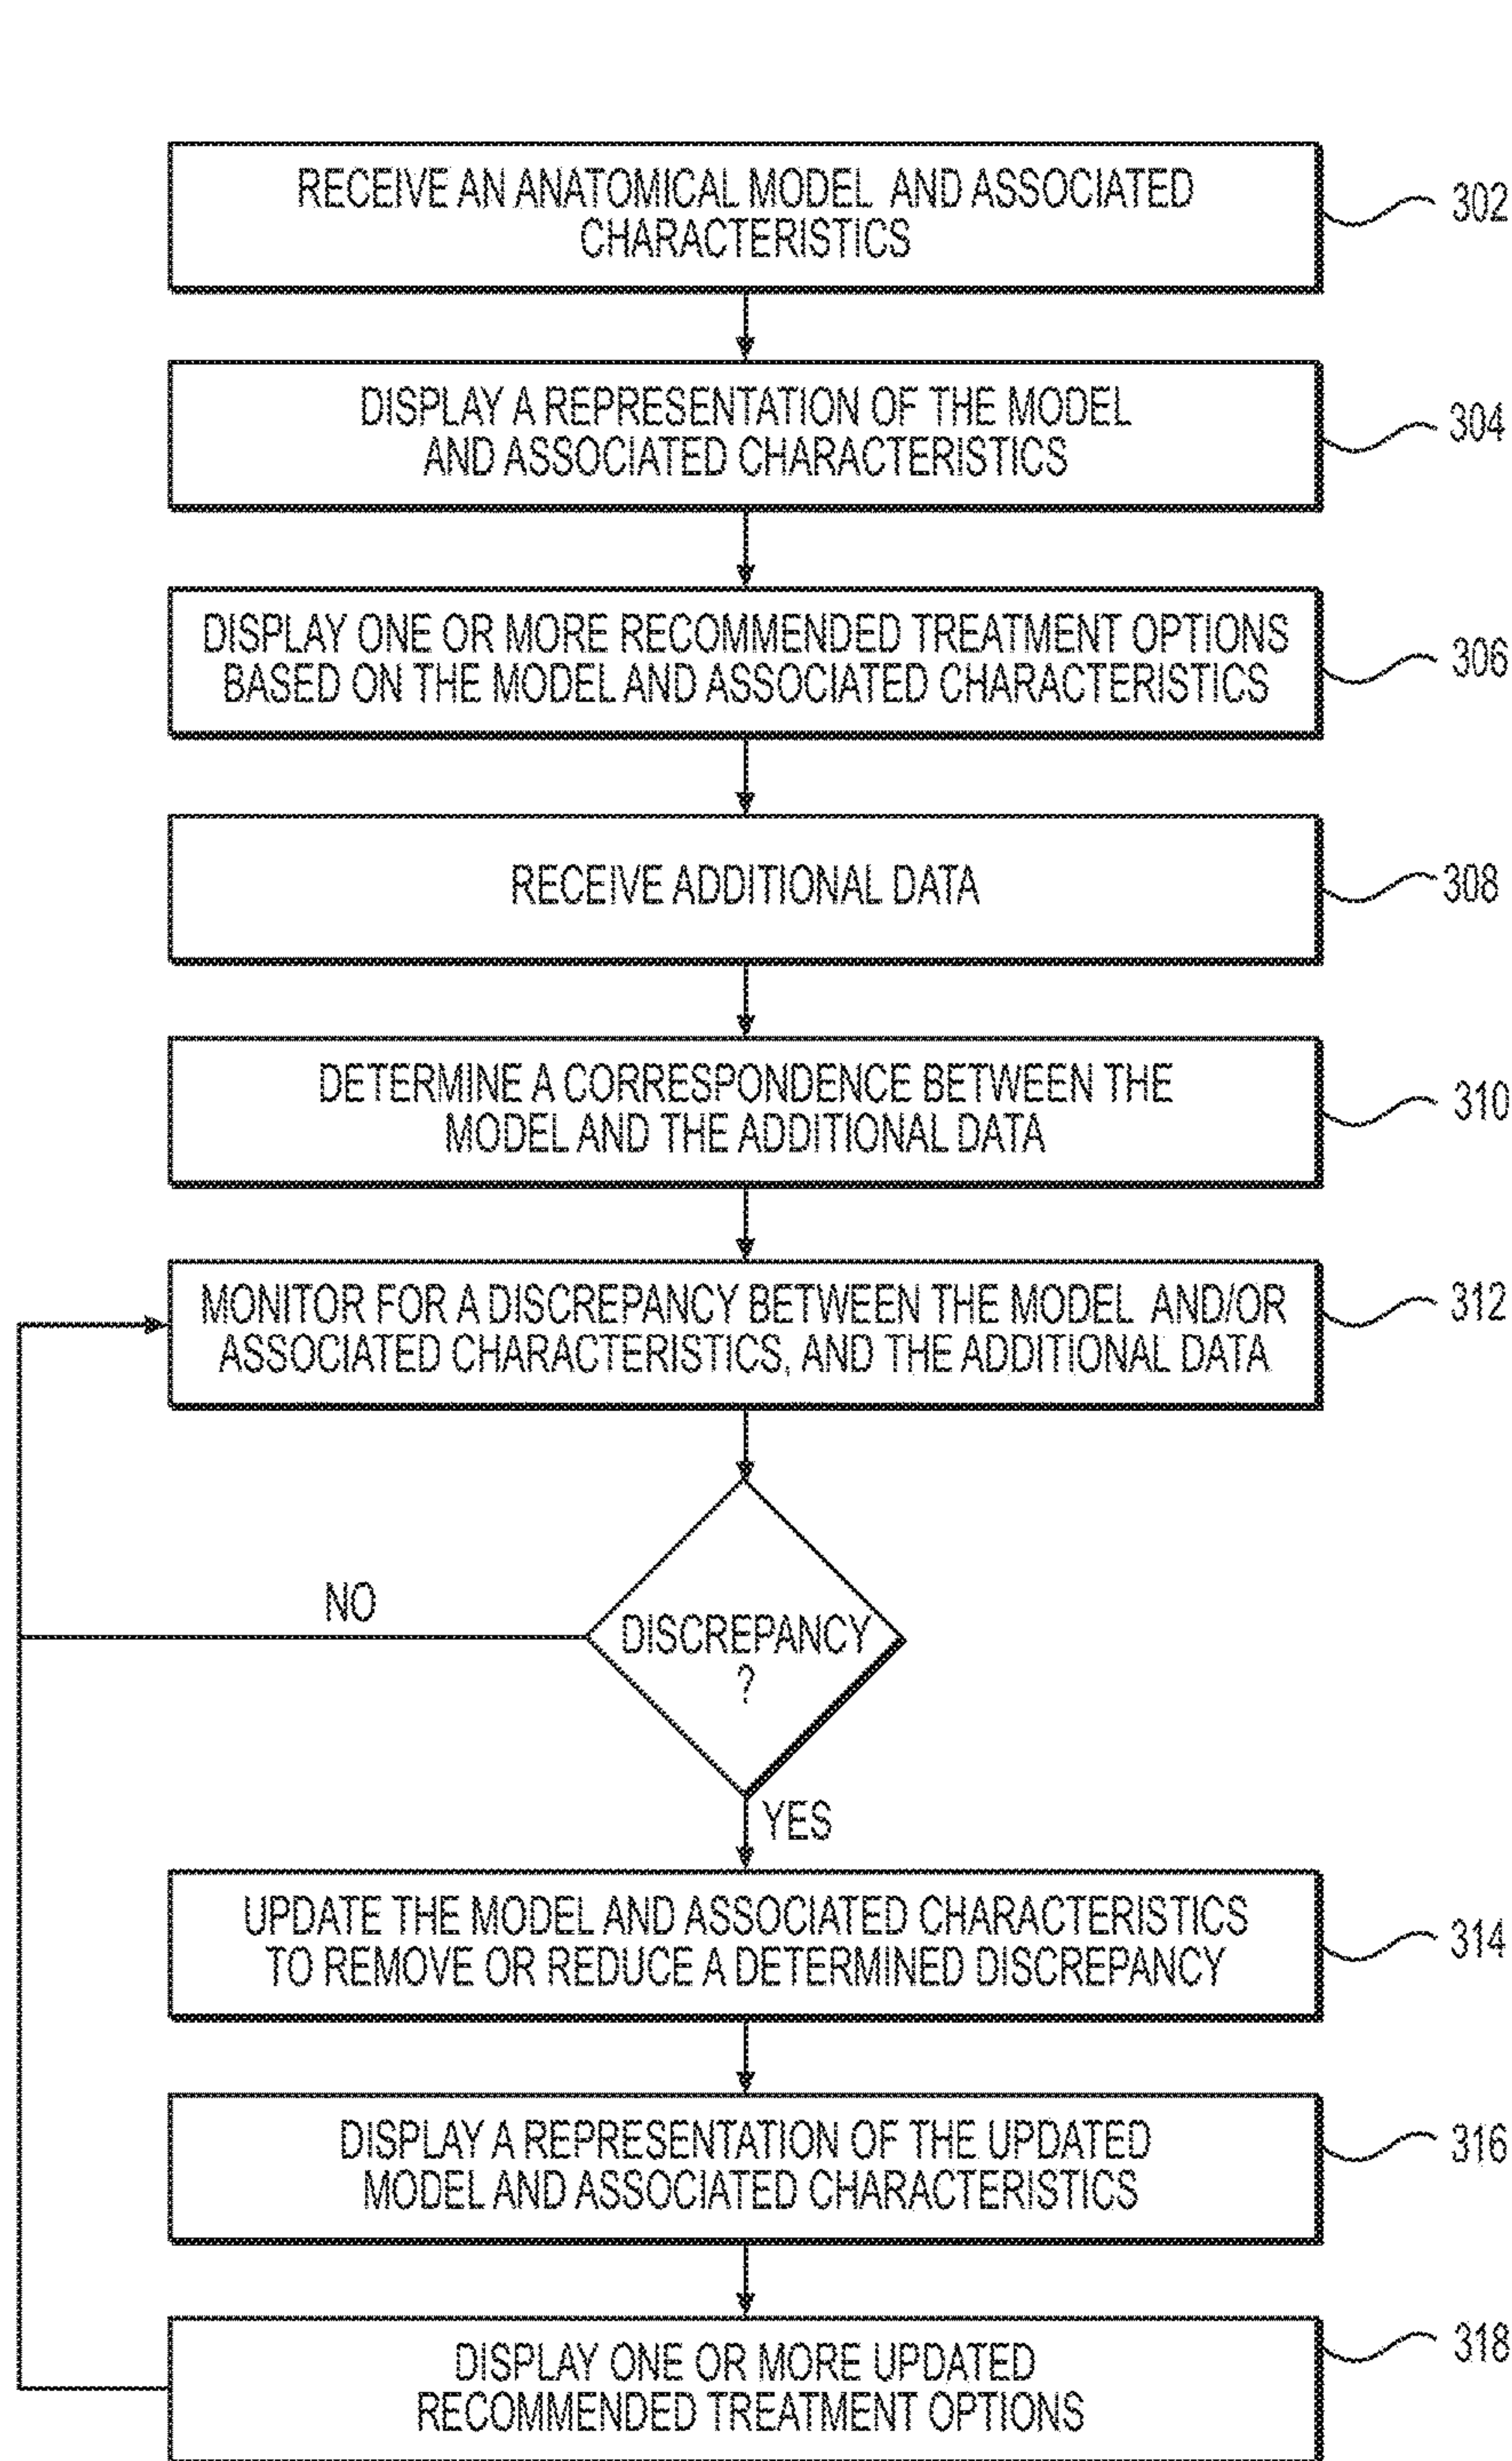 RECEIVE AN ANATOMICAL MODEL AND ASSOCIATED
CHARACTERISTICS
302
DISPLAY A REPRESENTATION OF THE MODEL
AND ASSOCIATED CHARACTERISTICS
304
DISPLAY ONE OR MORE RECOMMENDED TREATMENT OPTIONS
BASED ON THE MODEL AND ASSOCIATED CHARACTERISTICS
306
RECEIVE ADDITIONAL DATA
308
DETERMINE A CORRESPONDENCE BETWEEN THE
MODEL AND THE ADDITIONAL DATA
310
MONITOR FOR A DISCREPANCY BETWEEN THE MODEL AND/OR
ASSOCIATED CHARACTERISTICS, AND THE ADDITIONAL DATA
312
NO
DISCREPANCY
?
YES
UPDATE THE MODEL AND ASSOCIATED CHARACTERISTICS
TO REMOVE OR REDUCE A DETERMINED DISCREPANCY
314
DISPLAY A REPRESENTATION OF THE UPDATED
MODEL AND ASSOCIATED CHARACTERISTICS
316
DISPLAY ONE OR MORE UPDATED
RECOMMENDED TREATMENT OPTIONS
318